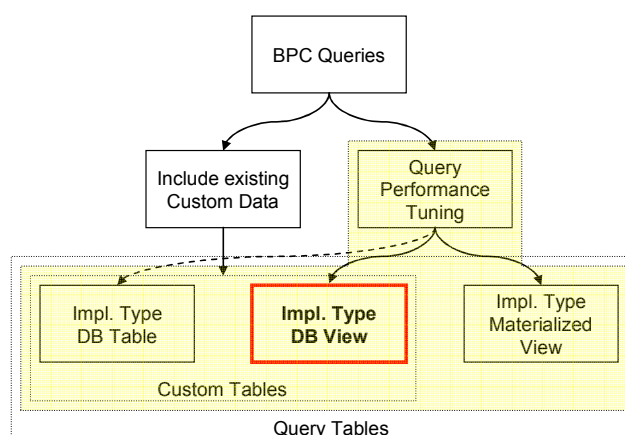 BPC Queries
Include existing
Custom Data
Query
Performance
Tuning
Impl. Type
DB Table
Impl. Type
DB View
Impl. Type
Materialized
View
Custom Tables
Query Tables